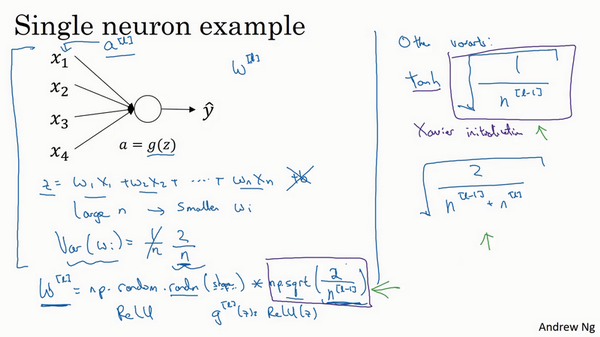 Single neuron example
a^[l]
x₁
x₂
x₃
x₄
ŷ
a = g(z)
w^[l]
z = w₁x₁ + w₂x₂ + ... + wₙxₙ + b
Large n → Smaller wᵢ
Var(wᵢ) = 1/n 2/n
W^[l] = np.random.randn(shape) * np.sqrt(2/n^[l-1])
ReLU g^[l](z) = ReLU(z)
Other variants:
tanh √(1/n^[l-1])
Xavier initialization
√(2/(n^[l-1] + n^[l]))
Andrew Ng